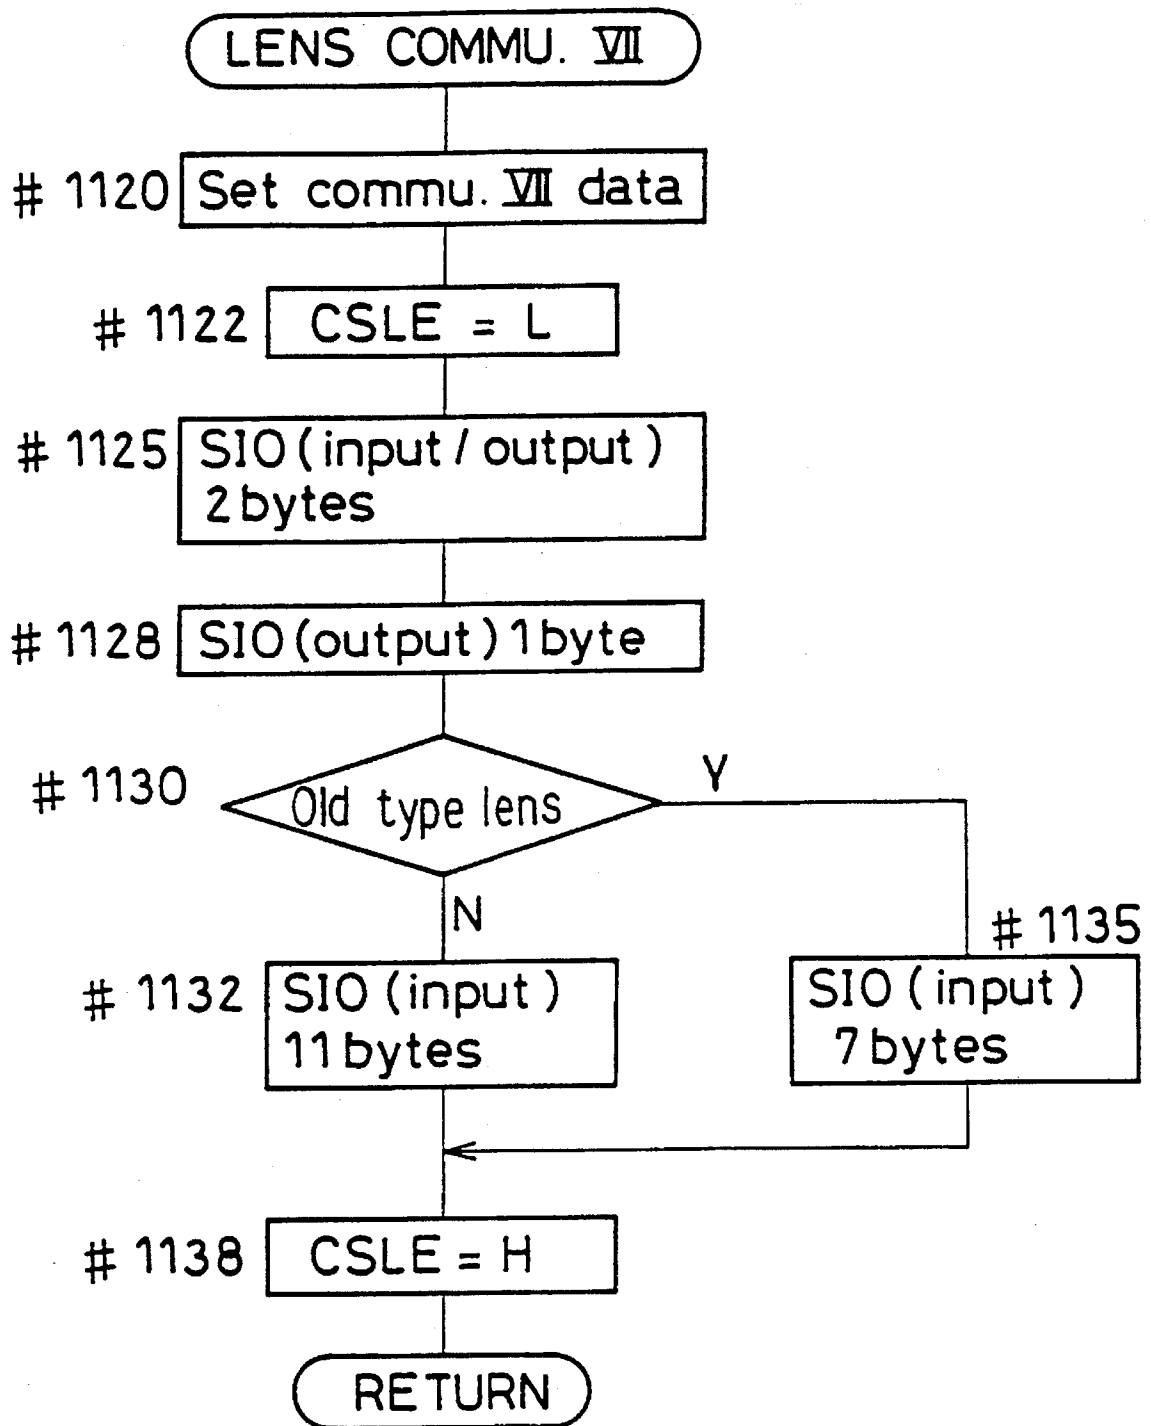 LENS COMMU. VII
# 1120
Set commu. VII data
# 1122
CSLE = L
# 1125
SIO (input / output)
2 bytes
# 1128
SIO (output) 1 byte
# 1130
Old type lens
Y
N
# 1132
SIO (input)
11 bytes
# 1135
SIO (input)
7 bytes
# 1138
CSLE = H
RETURN